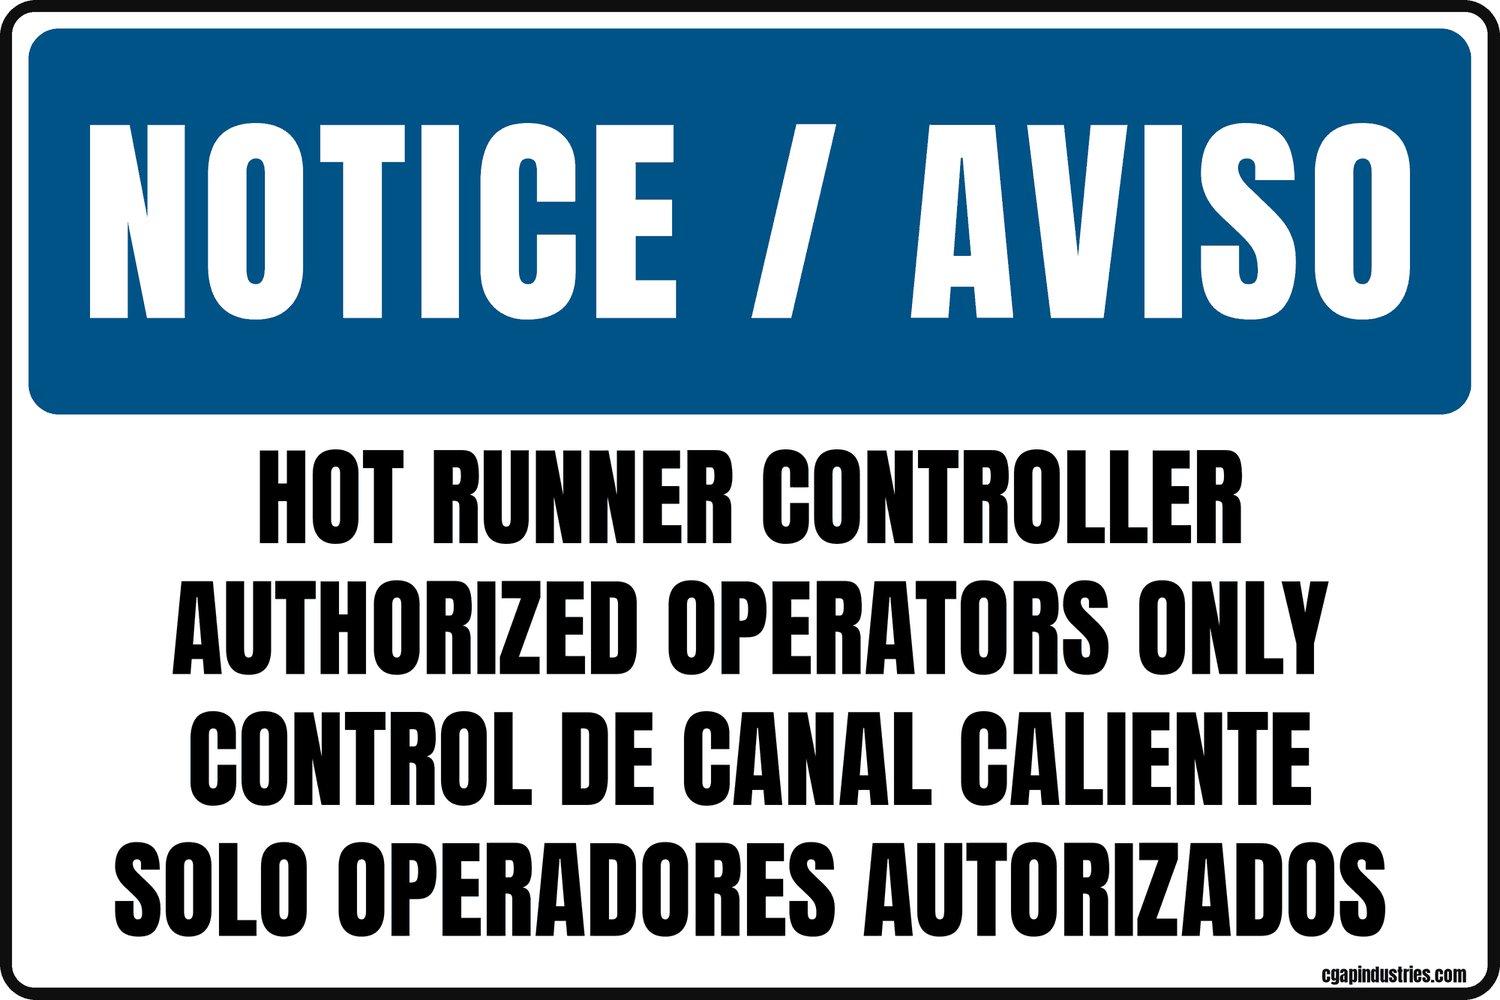 NOTICE / AVISO
HOT RUNNER CONTROLLER
AUTHORIZED OPERATORS ONLY
CONTROL DE CANAL CALIENTE
SOLO OPERADORES AUTORIZADOS
cgapindustries.com